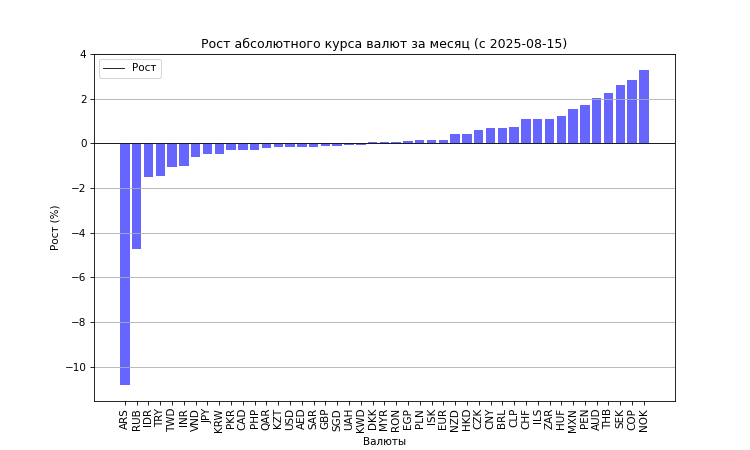 Рост абсолютного курса валют за месяц (с 2025-08-15)
Рост
4
2
0
−2
−4
−6
−8
−10
Рост (%)
ARS RUB IDR TRY TWD INR VND JPY KRW PKR CAD PHP QAR KZT USD AED SAR GBP SGD UAH KWD DKK MYR RON EGP PLN ISK EUR NZD HKD CZK CNY BRL CLP CHF ILS ZAR HUF MXN PEN AUD THB SEK COP NOK
Валюты